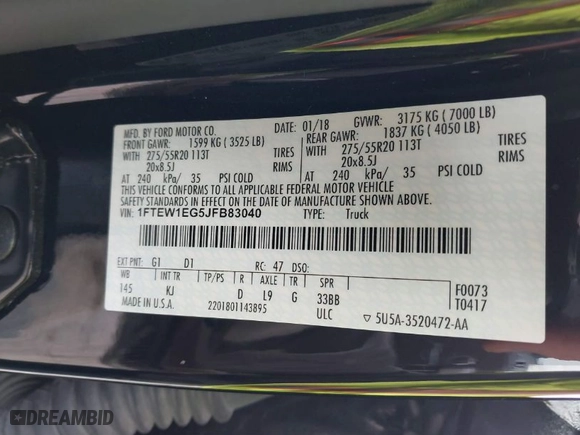 MFD. BY FORD MOTOR CO.
DATE: 01/18 GVWR: 3175 KG ( 7000 LB)
FRONT GAWR: 1599 KG ( 3525 LB)
REAR GAWR: 1837 KG ( 4050 LB)
WITH 275/55R20 113T TIRES
WITH 275/55R20 113T TIRES
20x8.5J RIMS
20x8.5J RIMS
AT 240 kPa/ 35 PSI COLD
AT 240 kPa/ 35 PSI COLD
THIS VEHICLE CONFORMS TO ALL APPLICABLE FEDERAL MOTOR VEHICLE
SAFETY STANDARDS IN EFFECT ON THE DATE OF MANUFACTURE SHOWN ABOVE.
VIN: 1FTEW1EG5JFB83040 TYPE: Truck
EXT PNT: G1 D1 RC: 47 DSO:
WB INT TR TP/PS R AXLE TR SPR F0073
145 KJ D L9 G 33BB T0417
MADE IN U.S.A. 2201801143895 ULC ▽ 5U5A-3520472-AA
DREAMBID